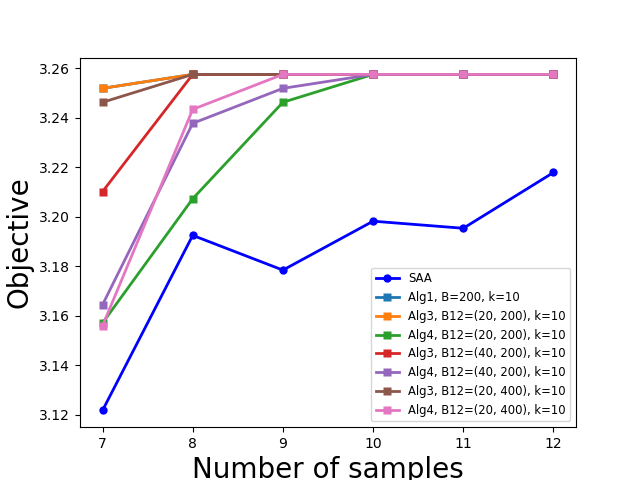 3.26
3.24
3.22
3.20
3.18
3.16
3.14
3.12
Objective
7 8 9 10 11 12
Number of samples
SAA
Alg1, B=200, k=10
Alg3, B12=(20, 200), k=10
Alg4, B12=(20, 200), k=10
Alg3, B12=(40, 200), k=10
Alg4, B12=(40, 200), k=10
Alg3, B12=(20, 400), k=10
Alg4, B12=(20, 400), k=10